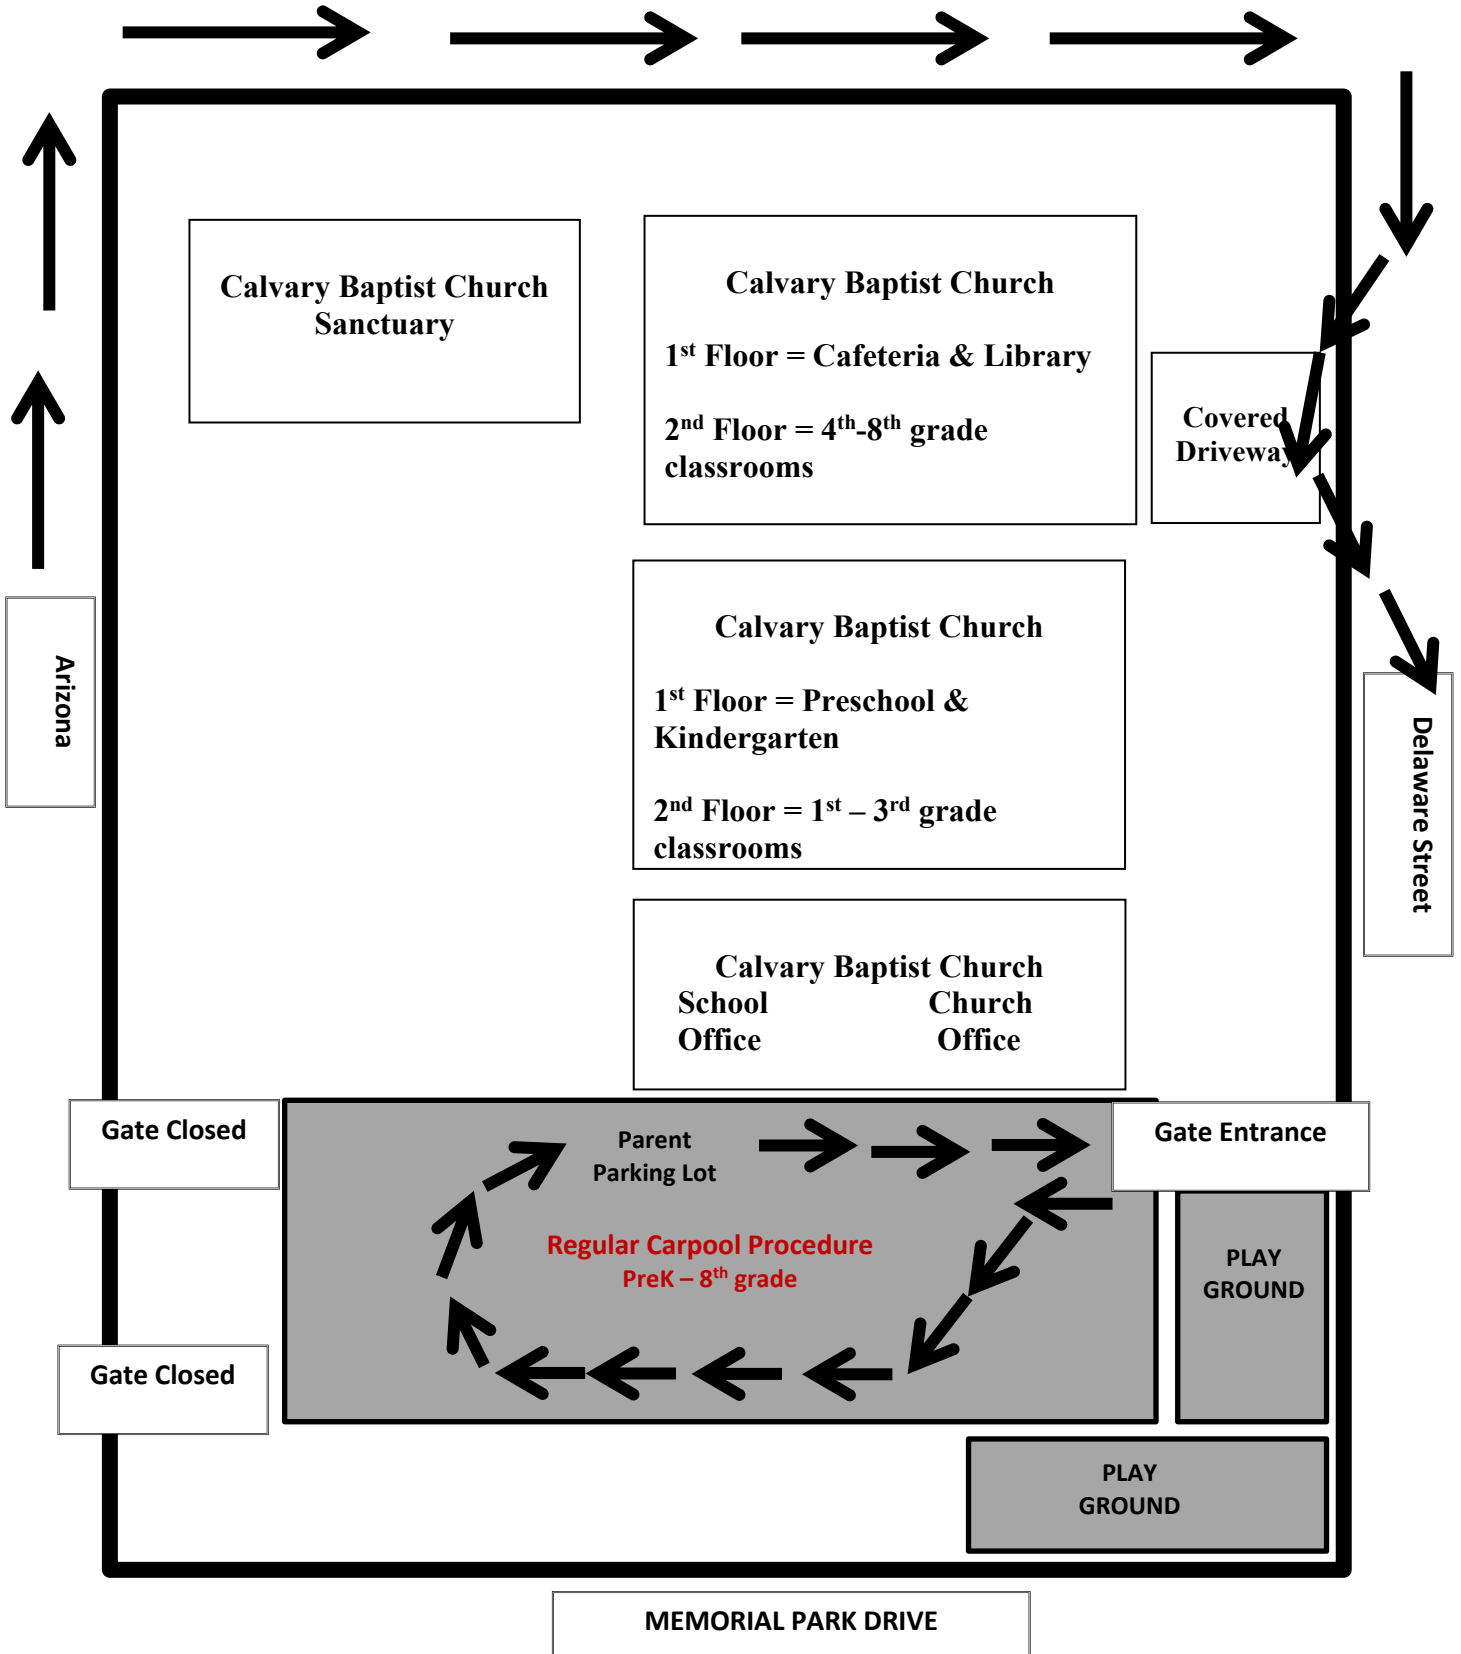 Calvary Baptist Church
Sanctuary
Calvary Baptist Church
1st Floor = Cafeteria & Library
2nd Floor = 4th-8th grade
classrooms
Covered
Driveway
Calvary Baptist Church
1st Floor = Preschool &
Kindergarten
2nd Floor = 1st – 3rd grade
classrooms
Arizona
Delaware Street
Calvary Baptist Church
School Church
Office Office
Gate Closed
Parent
Parking Lot
Gate Entrance
Regular Carpool Procedure
PreK – 8th grade
PLAY
GROUND
Gate Closed
PLAY
GROUND
MEMORIAL PARK DRIVE